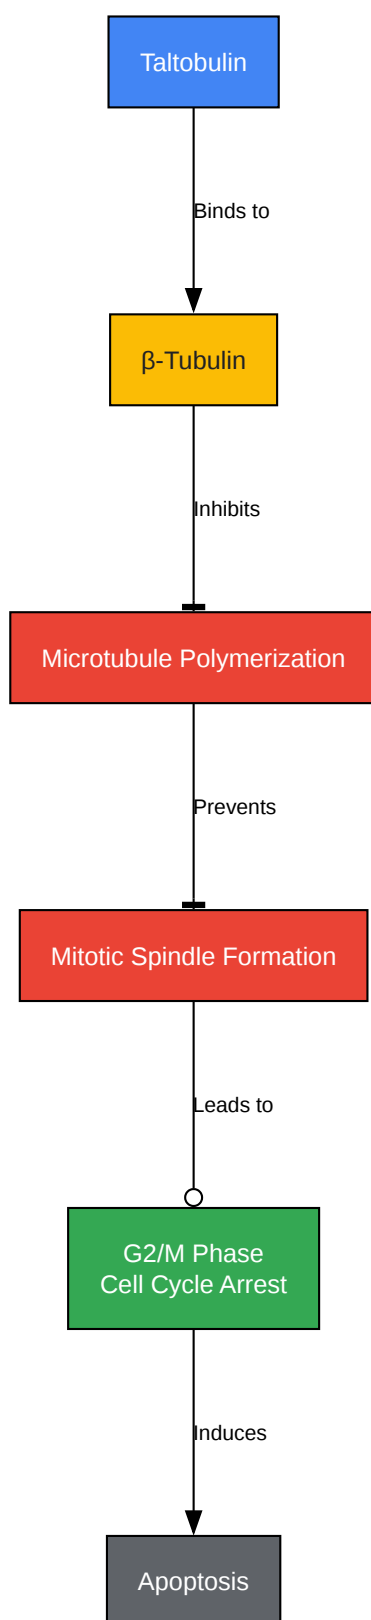 Taltobulin
Binds to
β-Tubulin
Inhibits
Microtubule Polymerization
Prevents
Mitotic Spindle Formation
Leads to
G2/M Phase
Cell Cycle Arrest
Induces
Apoptosis